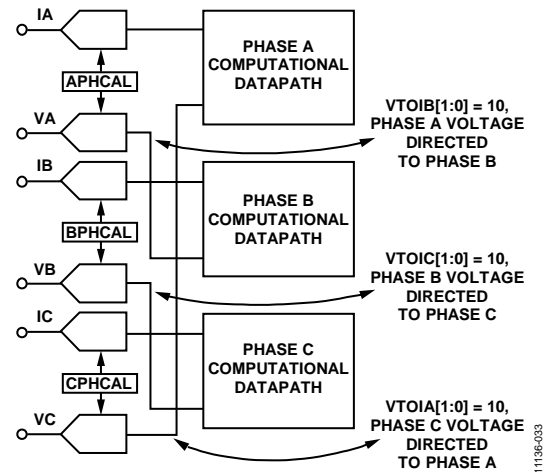 IA
PHASE A
COMPUTATIONAL
DATAPATH
APHCAL
VA
VTOIB[1:0] = 10,
PHASE A VOLTAGE
DIRECTED
TO PHASE B
IB
PHASE B
COMPUTATIONAL
DATAPATH
BPHCAL
VB
VTOIC[1:0] = 10,
PHASE B VOLTAGE
DIRECTED
TO PHASE C
IC
PHASE C
COMPUTATIONAL
DATAPATH
CPHCAL
VC
VTOIA[1:0] = 10,
PHASE C VOLTAGE
DIRECTED
TO PHASE A
11136-033